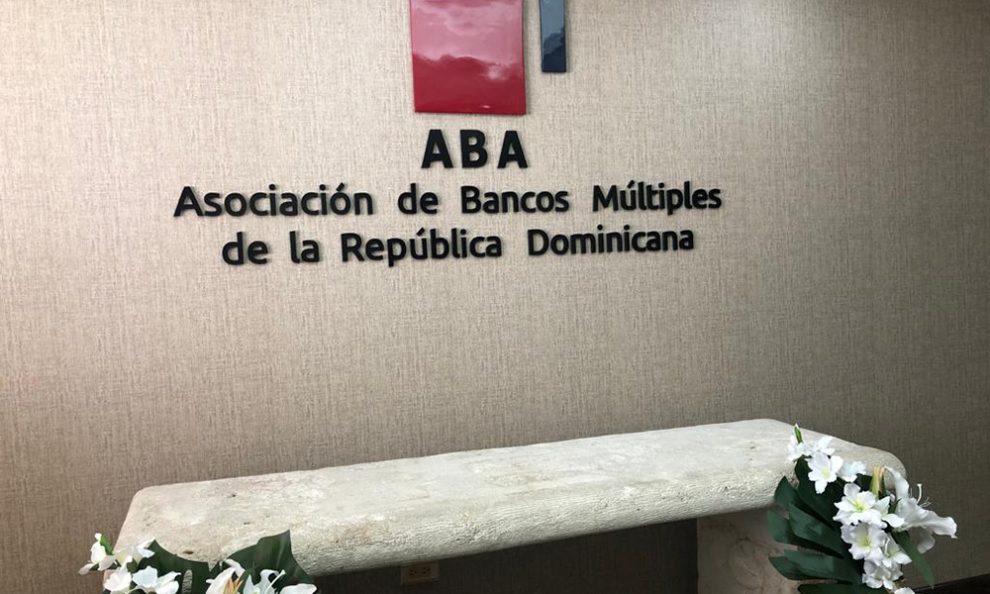 ABA
Asociación de Bancos Múltiples
de la República Dominicana